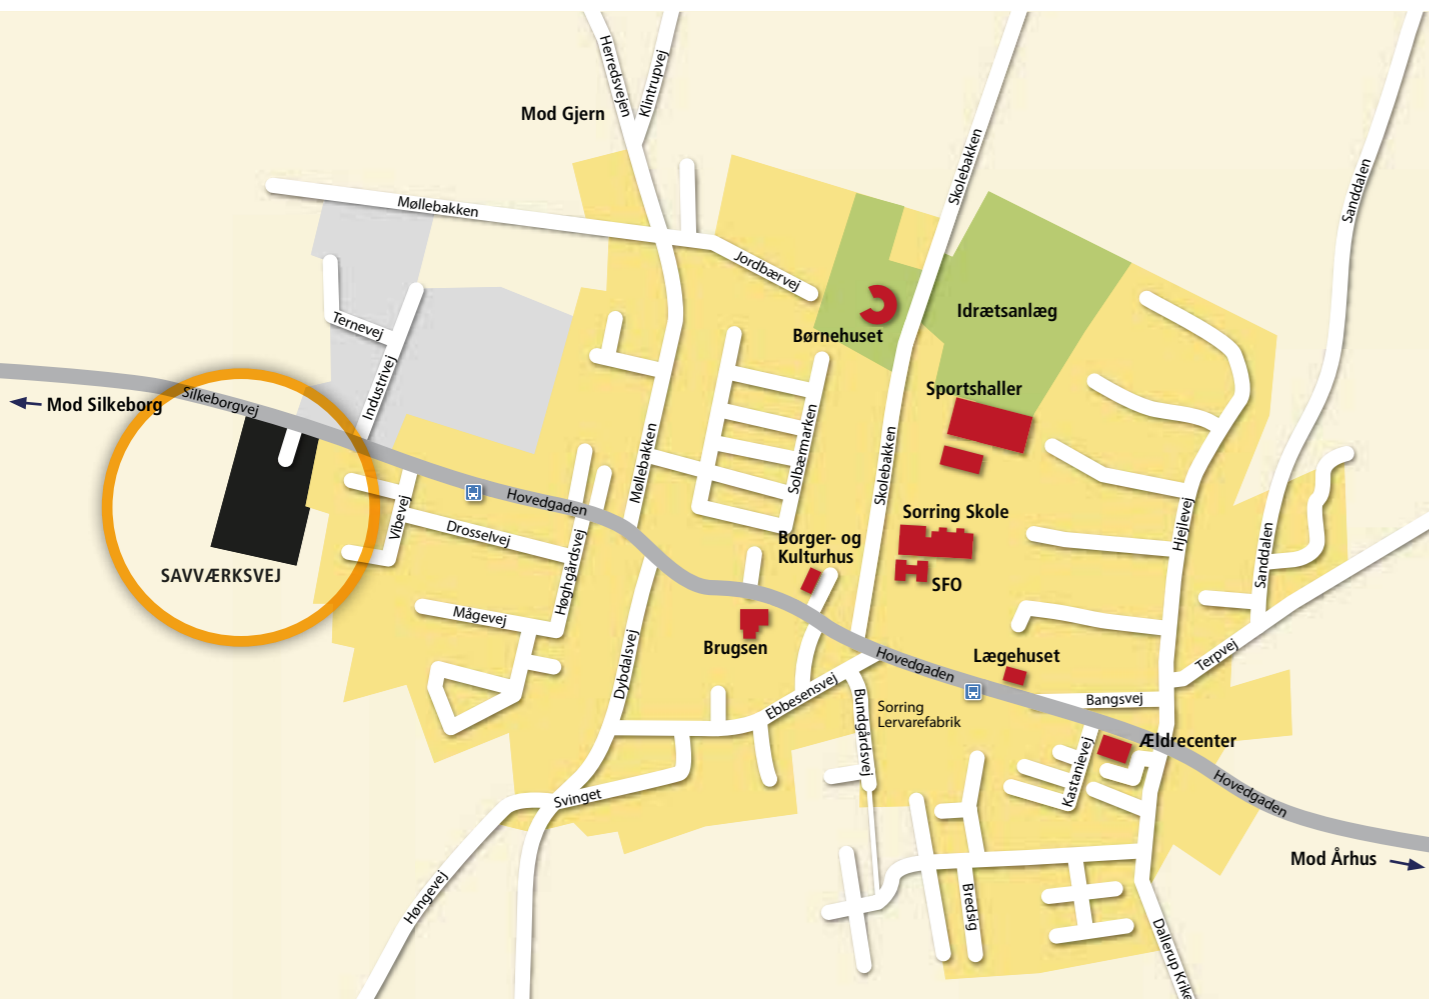 Herredsvejen
Klintrupvej
Mod Gjern
Skolebakken
Sanddalen
Møllebakken
Jordbærvej
Idrætsanlæg
Børnehuset
Ternevej
Industrivej
Silkeborgvej
Mod Silkeborg
Sportshaller
Solbærmarken
Møllebakken
Skolebakken
Hovedgaden
Vibevej
Drosselvej
Sorring Skole
Hjejlevej
Borger- og
Kulturhus
Sanddalen
SAVVÆRKSVEJ
Høghgårdsvej
SFO
Mågevej
Brugsen
Dybdalsvej
Hovedgaden
Lægehuset
Terpvej
Ebbesensvej
Bundgårdsvej
Sorring
Lervarefabrik
Bangsvej
Ældrecenter
Kastanievej
Svinget
Hovedgaden
Mod Århus
Høngevej
Bredsig
Dallerup Krike